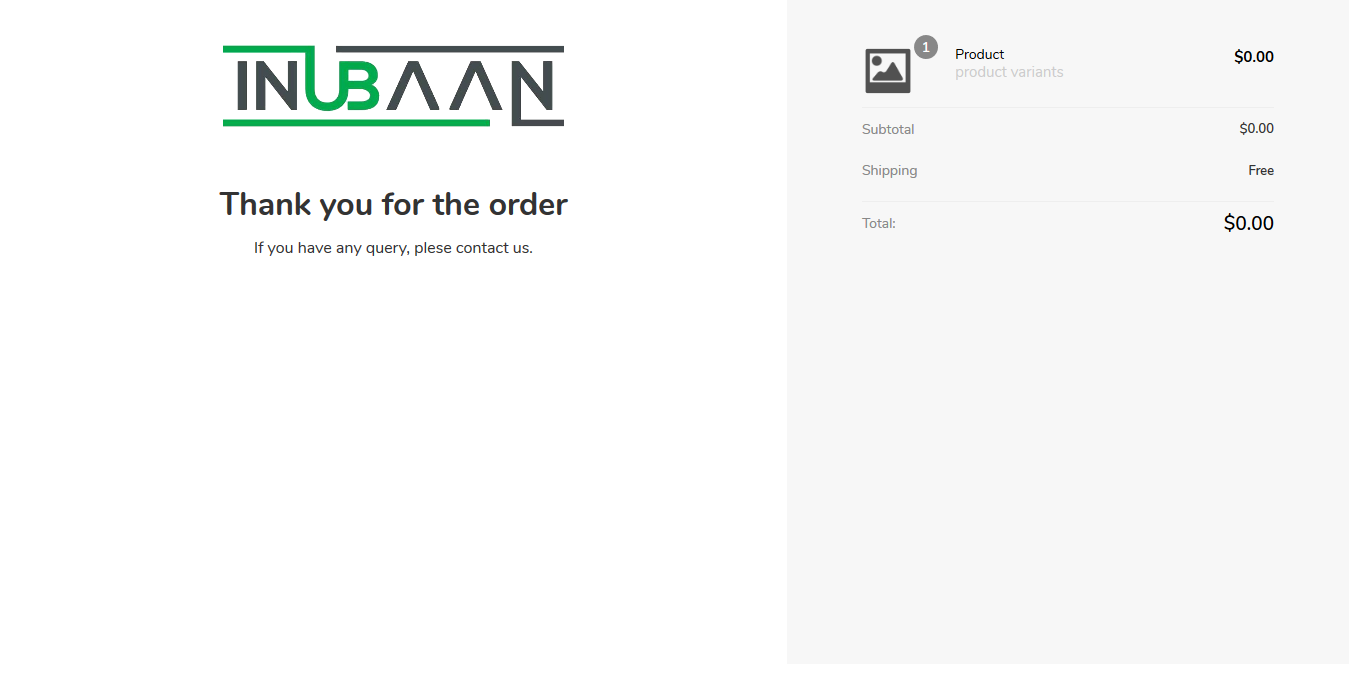 INUBAAN
Thank you for the order
If you have any query, plese contact us.
1
Product
$0.00
product variants
Subtotal
$0.00
Shipping
Free
Total:
$0.00